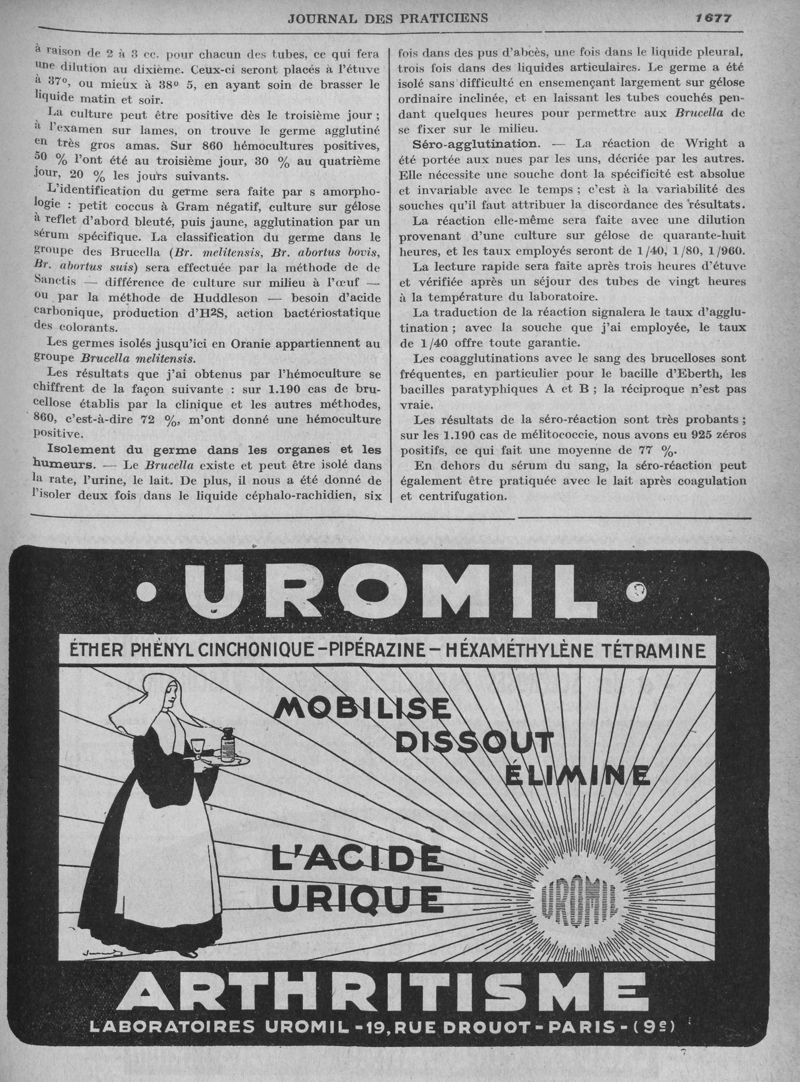 JOURNAL DES PRATICIENS 1677
à raison de 2 à 3 cc. pour chacun des tubes, ce qui fera
une dilution au dixième. Ceux-ci seront placés à l'étuve
à 37°, ou mieux à 38° 5, en ayant soin de brasser le
liquide matin et soir.
La culture peut être positive dès le troisième jour ;
à l'examen sur lames, on trouve le germe agglutiné
en très gros amas. Sur 860 hémocultures positives,
50 % l'ont été au troisième jour, 30 % au quatrième
jour, 20 % les jours suivants.
L'identification du germe sera faite par s amorpho-
logie : petit coccus à Gram négatif, culture sur gélose
à reflet d'abord bleuté, puis jaune, agglutination par un
sérum spécifique. La classification du germe dans le
groupe des Brucella (Br. melitensis, Br. abortus bovis,
Br. abortus suis) sera effectuée par la méthode de de
Sanctis — différence de culture sur milieu à l'œuf —
ou par la méthode de Huddleson — besoin d'acide
carbonique, production d'H2S, action bactériostatique
des colorants.
Les germes isolés jusqu'ici en Oranie appartiennent au
groupe Brucella melitensis.
Les résultats que j'ai obtenus par l'hémoculture se
chiffrent de la façon suivante : sur 1.190 cas de bru-
cellose établis par la clinique et les autres méthodes,
860, c'est-à-dire 72 %, m'ont donné une hémoculture
positive.
Isolement du germe dans les organes et les
humeurs. — Le Brucella existe et peut être isolé dans
la rate, l'urine, le lait. De plus, il nous a été donné de
l'isoler deux fois dans le liquide céphalo-rachidien, six
fois dans des pus d'abcès, une fois dans le liquide pleural,
trois fois dans des liquides articulaires. Le germe a été
isolé sans difficulté en ensemençant largement sur gélose
ordinaire inclinée, et en laissant les tubes couchés pen-
dant quelques heures pour permettre aux Brucella de
se fixer sur le milieu.
Séro-agglutination. — La réaction de Wright a
été portée aux nues par les uns, décriée par les autres.
Elle nécessite une souche dont la spécificité est absolue
et invariable avec le temps ; c'est à la variabilité des
souches qu'il faut attribuer la discordance des résultats.
La réaction elle-même sera faite avec une dilution
provenant d'une culture sur gélose de quarante-huit
heures, et les taux employés seront de 1/40, 1/80, 1/960.
La lecture rapide sera faite après trois heures d'étuve
et vérifiée après un séjour des tubes de vingt heures
à la température du laboratoire.
La traduction de la réaction signalera le taux d'agglu-
tination ; avec la souche que j'ai employée, le taux
de 1/40 offre toute garantie.
Les coagglutinations avec le sang des brucelloses sont
fréquentes, en particulier pour le bacille d'Eberth, les
bacilles paratyphiques A et B ; la réciproque n'est pas
vraie.
Les résultats de la séro-réaction sont très probants ;
sur les 1.190 cas de mélitococcie, nous avons eu 925 zéros
positifs, ce qui fait une moyenne de 77 %.
En dehors du sérum du sang, la séro-réaction peut
également être pratiquée avec le lait après coagulation
et centrifugation.
• UROMIL •
ÉTHER PHÉNYL CINCHONIQUE – PIPÉRAZINE – HÉXAMÉTHYLÈNE TÉTRAMINE
MOBILISE
DISSOUT
ÉLIMINE
L'ACIDE
URIQUE
UROMIL
ARTHRITISME
LABORATOIRES UROMIL - 19, RUE DROUOT - PARIS - (9e)